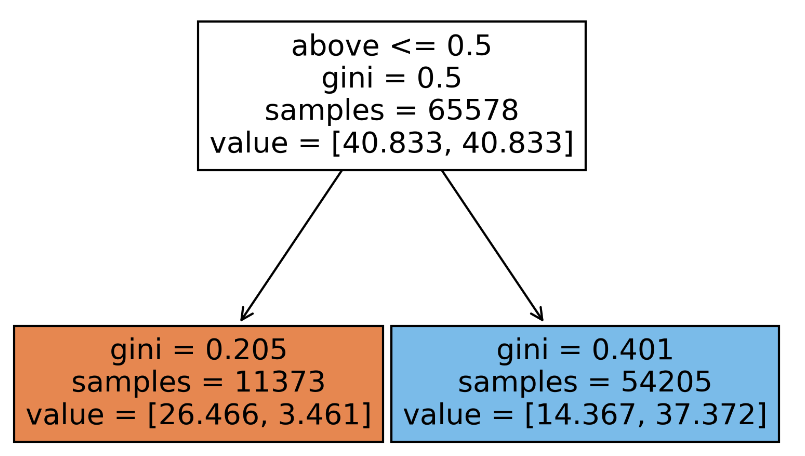 above <= 0.5
gini = 0.5
samples = 65578
value = [40.833, 40.833]
gini = 0.205
samples = 11373
value = [26.466, 3.461]
gini = 0.401
samples = 54205
value = [14.367, 37.372]